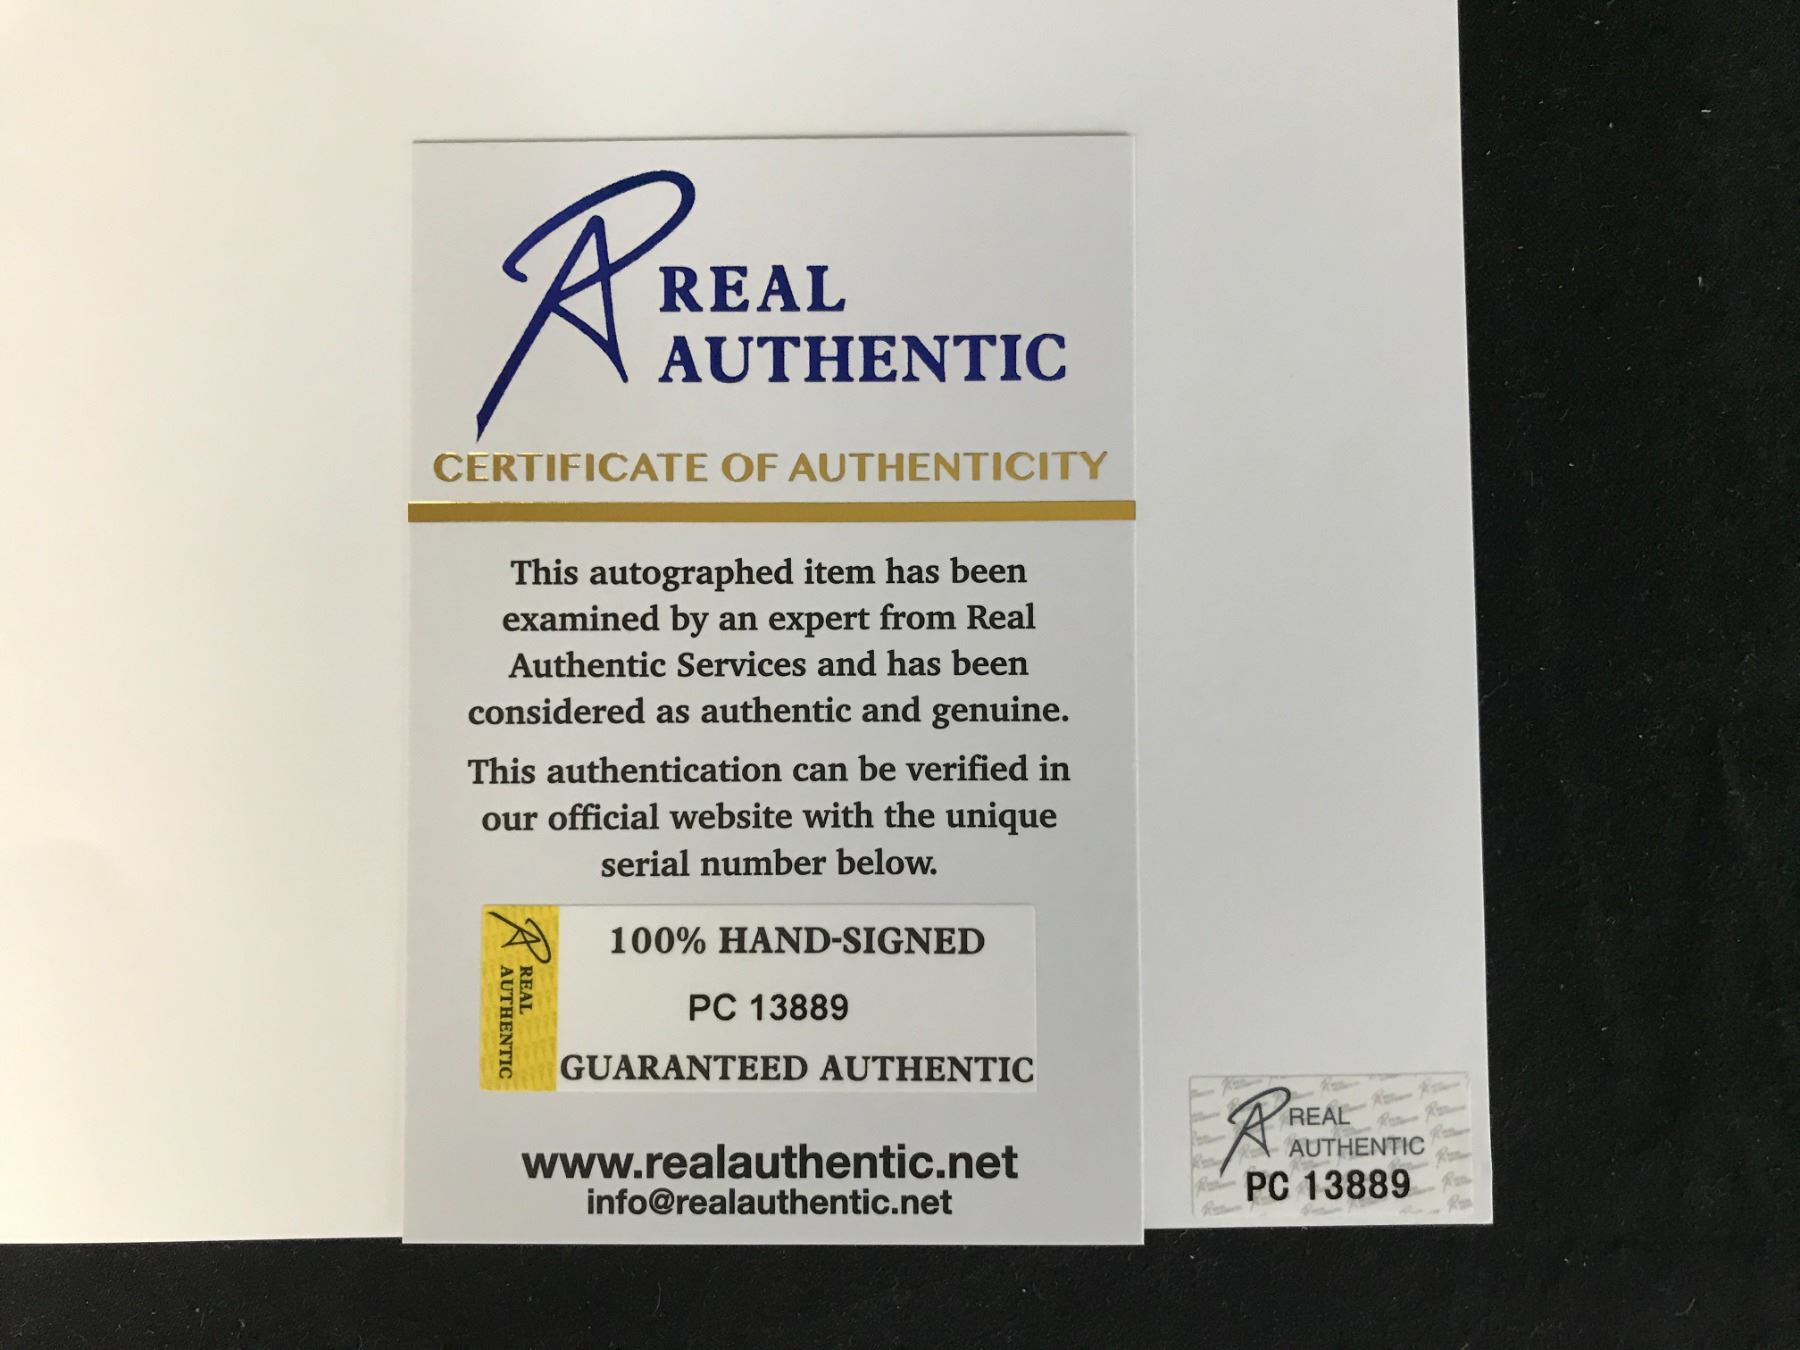 REAL
AUTHENTIC
CERTIFICATE OF AUTHENTICITY
This autographed item has been
examined by an expert from Real
Authentic Services and has been
considered as authentic and genuine.
This authentication can be verified in
our official website with the unique
serial number below.
REAL
AUTHENTIC
100% HAND-SIGNED
PC 13889
GUARANTEED AUTHENTIC
www.realauthentic.net
info@realauthentic.net
REAL
AUTHENTIC
PC 13889